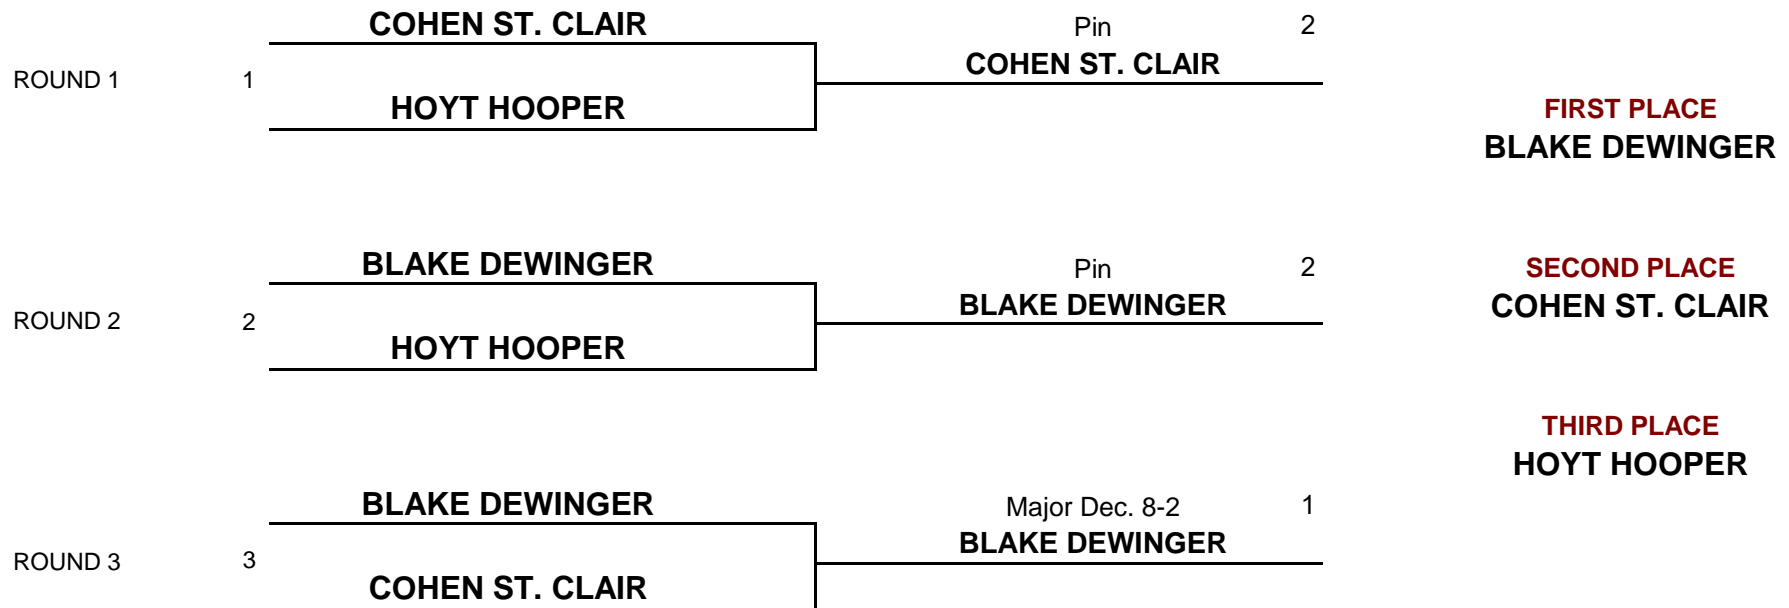 COHEN ST. CLAIR
Pin 2
COHEN ST. CLAIR
ROUND 1 1
HOYT HOOPER
FIRST PLACE
BLAKE DEWINGER
BLAKE DEWINGER
Pin 2
BLAKE DEWINGER
ROUND 2 2
HOYT HOOPER
SECOND PLACE
COHEN ST. CLAIR
THIRD PLACE
HOYT HOOPER
BLAKE DEWINGER
Major Dec. 8-2 1
BLAKE DEWINGER
ROUND 3 3
COHEN ST. CLAIR